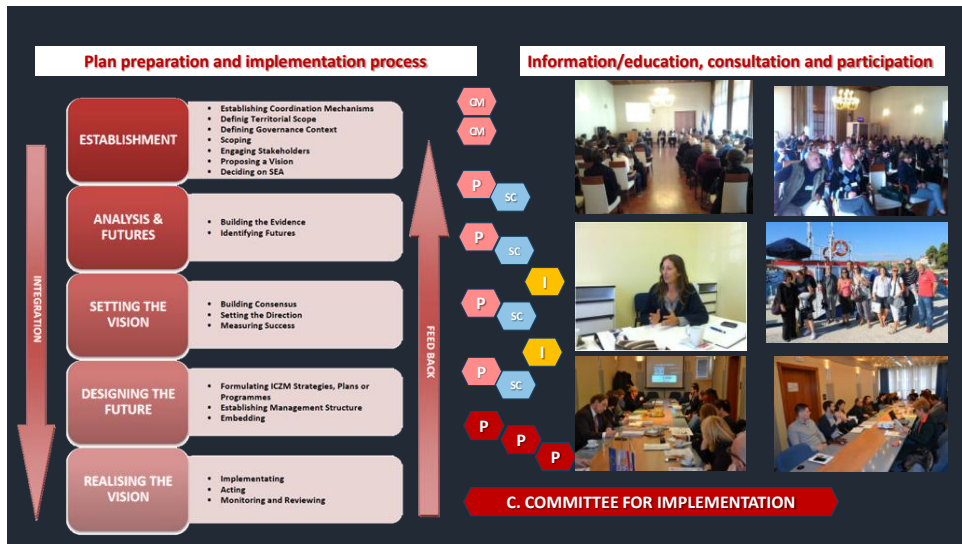 Plan preparation and implementation process
Information/education, consultation and participation
ESTABLISHMENT
• Establishing Coordination Mechanisms
• Definig Territorial Scope
• Defining Governance Context
• Scoping
• Engaging Stakeholders
• Proposing a Vision
• Deciding on SEA
ANALYSIS &
FUTURES
• Building the Evidence
• Identifying Futures
SETTING THE
VISION
• Building Consensus
• Setting the Direction
• Measuring Success
DESIGNING THE
FUTURE
• Formulating ICZM Strategies, Plans or
Programmes
• Establishing Management Structure
• Embedding
REALISING THE
VISION
• Implementating
• Acting
• Monitoring and Reviewing
INTEGRATION
FEED BACK
CM
CM
P
SC
P
SC
I
P
SC
I
P
SC
P
P
P
C. COMMITTEE FOR IMPLEMENTATION